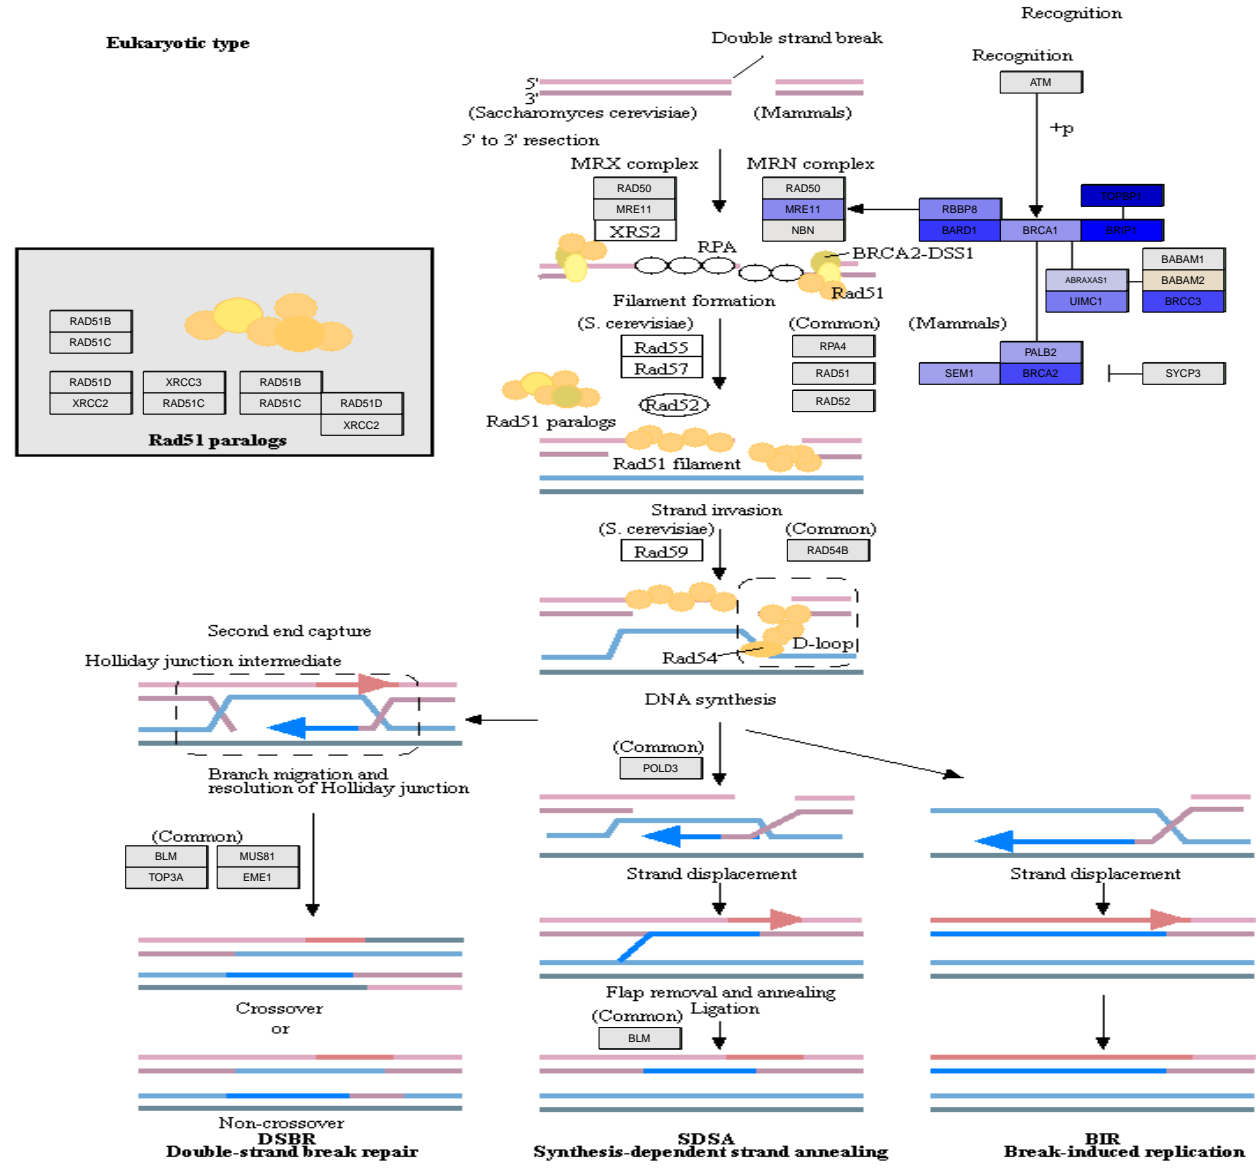 Recognition
Eukaryotic type
Double strand break
Recognition
ATM
5'
3'
(Saccharomyces cerevisiae)
(Mammals)
+p
5' to 3' resection
MRX complex
MRN complex
RAD50
MRE11
XRS2
RAD50
MRE11
NBN
RBBP8
TOPBP1
BARD1
BRCA1
BRIP1
RPA
BRCA2-DSS1
Rad51
ABRAXAS1
UIMC1
BABAM1
BABAM2
BRCC3
Filament formation
(S. cerevisiae)
(Common)
(Mammals)
Rad55
Rad57
RPA4
RAD51
RAD52
PALB2
SEM1
BRCA2
SYCP3
Rad52
Rad51 paralogs
Rad51 filament
RAD51B
RAD51C
RAD51D
XRCC2
XRCC3
RAD51C
RAD51B
RAD51C
RAD51D
XRCC2
Rad51 paralogs
Strand invasion
(S. cerevisiae)
(Common)
Rad59
RAD54B
D-loop
Rad54
Second end capture
Holliday junction intermediate
DNA synthesis
(Common)
POLD3
Branch migration and
resolution of Holliday junction
(Common)
BLM
TOP3A
MUS81
EME1
Strand displacement
Strand displacement
Flap removal and annealing
Ligation
(Common)
BLM
Crossover
or
Non-crossover
DSBR
Double-strand break repair
SDSA
Synthesis-dependent strand annealing
BIR
Break-induced replication